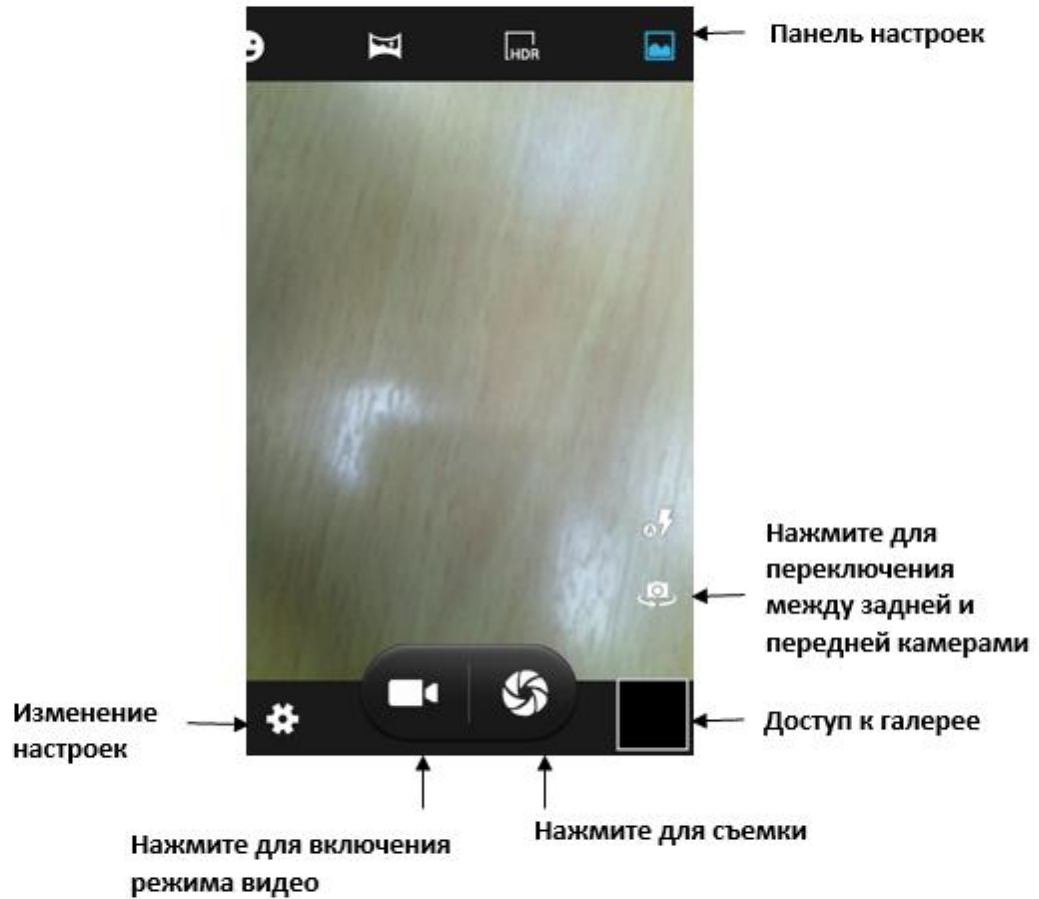 Панель настроек
HDR
Нажмите для
переключения
между задней и
передней камерами
Изменение
настроек
Доступ к галерее
Нажмите для съемки
Нажмите для включения
режима видео